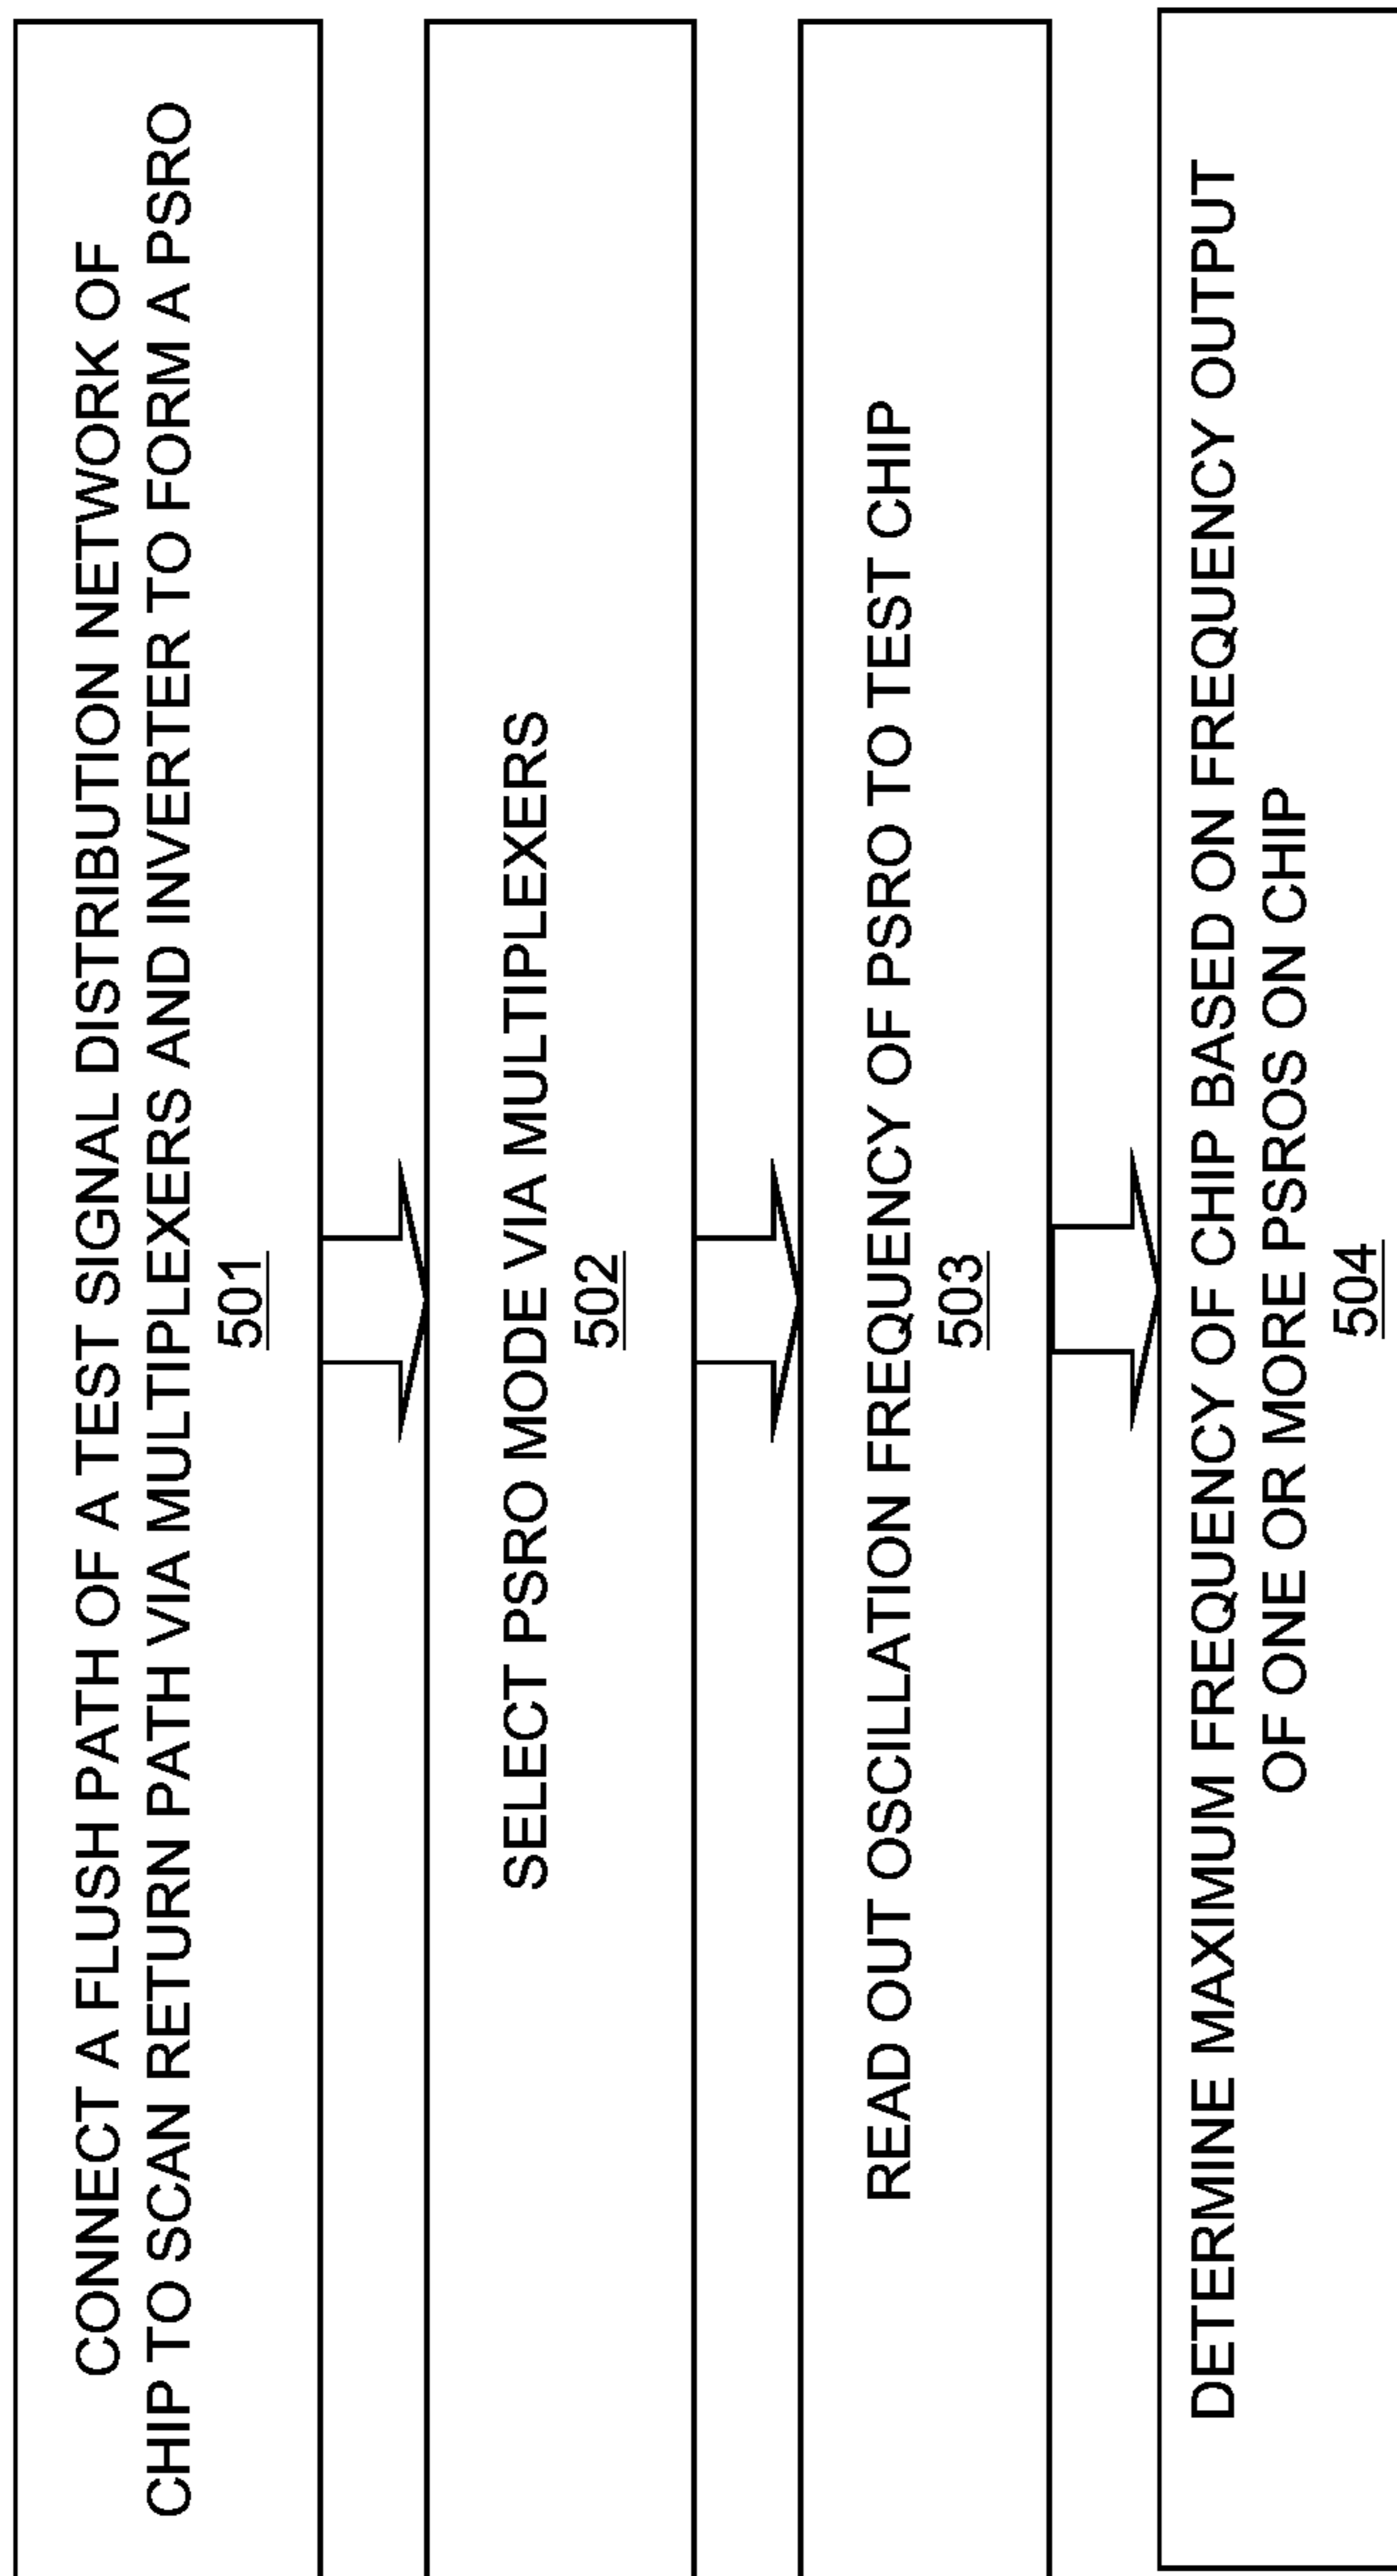 CONNECT A FLUSH PATH OF A TEST SIGNAL DISTRIBUTION NETWORK OF
CHIP TO SCAN RETURN PATH VIA MULTIPLEXERS AND INVERTER TO FORM A PSRO
501
SELECT PSRO MODE VIA MULTIPLEXERS
502
READ OUT OSCILLATION FREQUENCY OF PSRO TO TEST CHIP
503
DETERMINE MAXIMUM FREQUENCY OF CHIP BASED ON FREQUENCY OUTPUT
OF ONE OR MORE PSROS ON CHIP
504